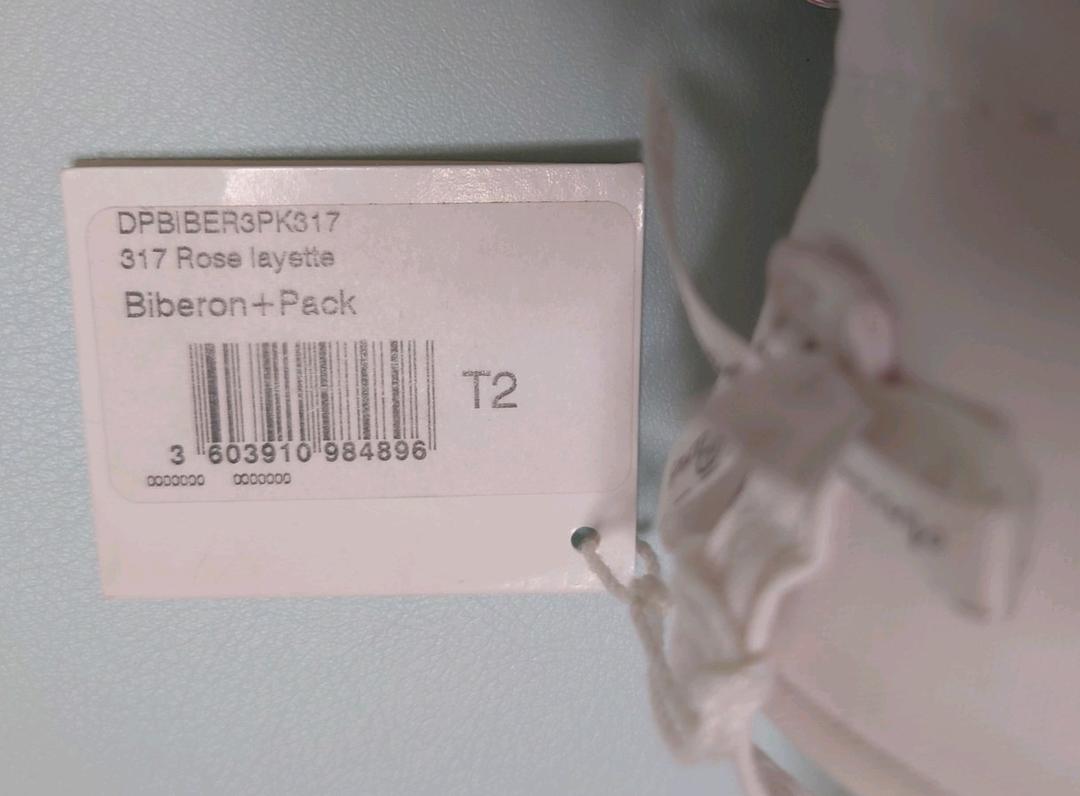 DPBIBER3PK317
317 Rose layette
Biberon+Pack
T2
3 603910 984896
0000000 0000000